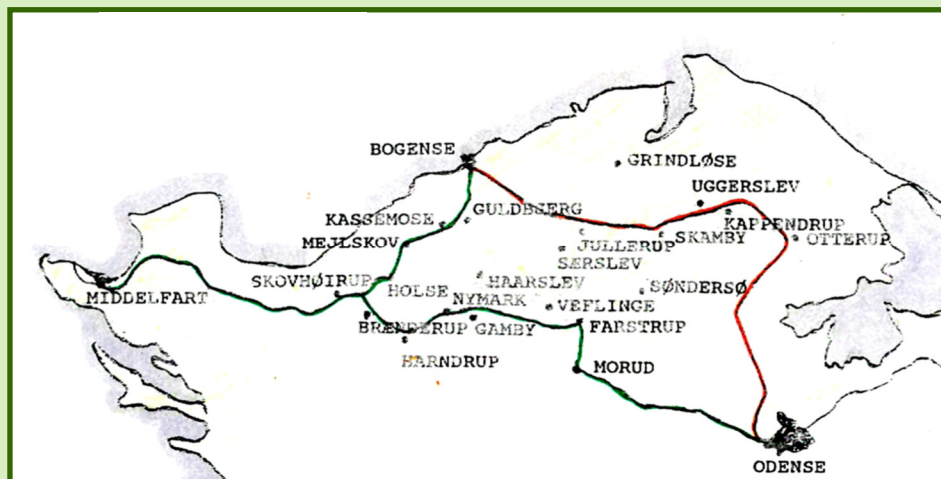 BOGENSE
GRINDLØSE
UGGERSLEV
KASSEMOSE
GULDBJERG
KAPPENDRUP
MEJLSKOV
JULLERUP
SKAMBY
OTTERUP
SÆRSLEV
SKOVHØIRUP
HOLSE
HAARSLEV
SØNDERSØ
MIDDELFART
NYMARK
VEFLINGE
BRÆNDERUP
GAMBY
FARSTRUP
HARNDRUP
MORUD
ODENSE